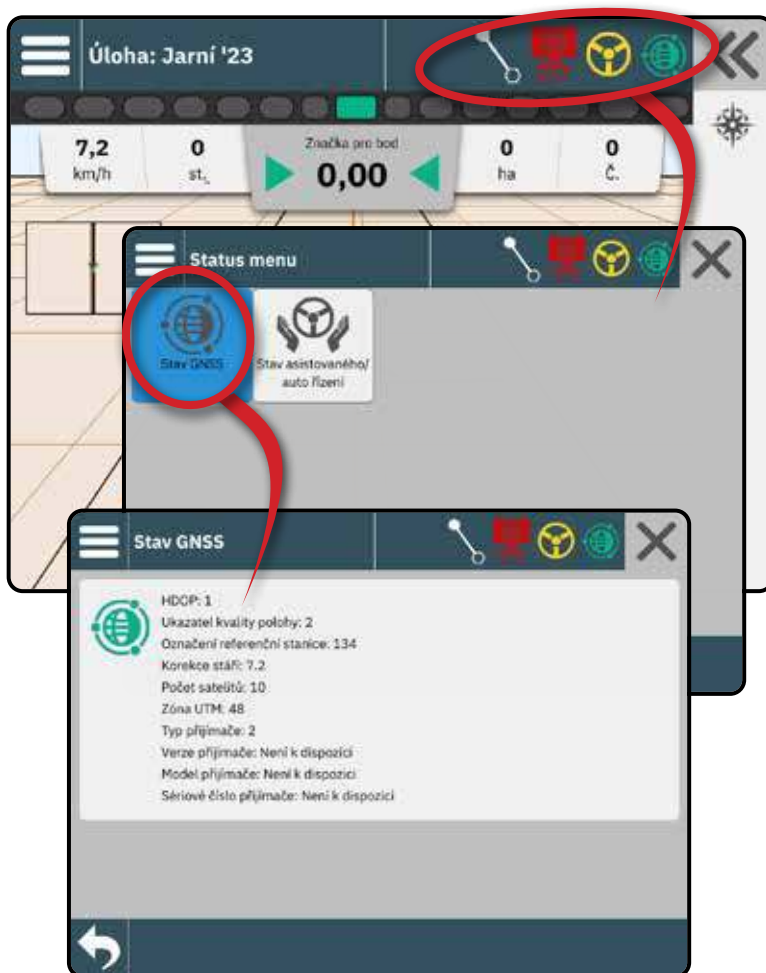 Úloha: Jarní '23
7,2
km/h
0
st.
Značka pro bod
0,00
0
ha
0
č.
Status menu
Stav GNSS
Stav asistovaného/
auto řízení
Stav GNSS
HDOP: 1
Ukazatel kvality polohy: 2
Označení referenční stanice: 134
Korekce stáří: 7.2
Počet satelitů: 10
Zóna UTM: 48
Typ přijímače: 2
Verze přijímače: Není k dispozici
Model přijímače: Není k dispozici
Sériové číslo přijímače: Není k dispozici